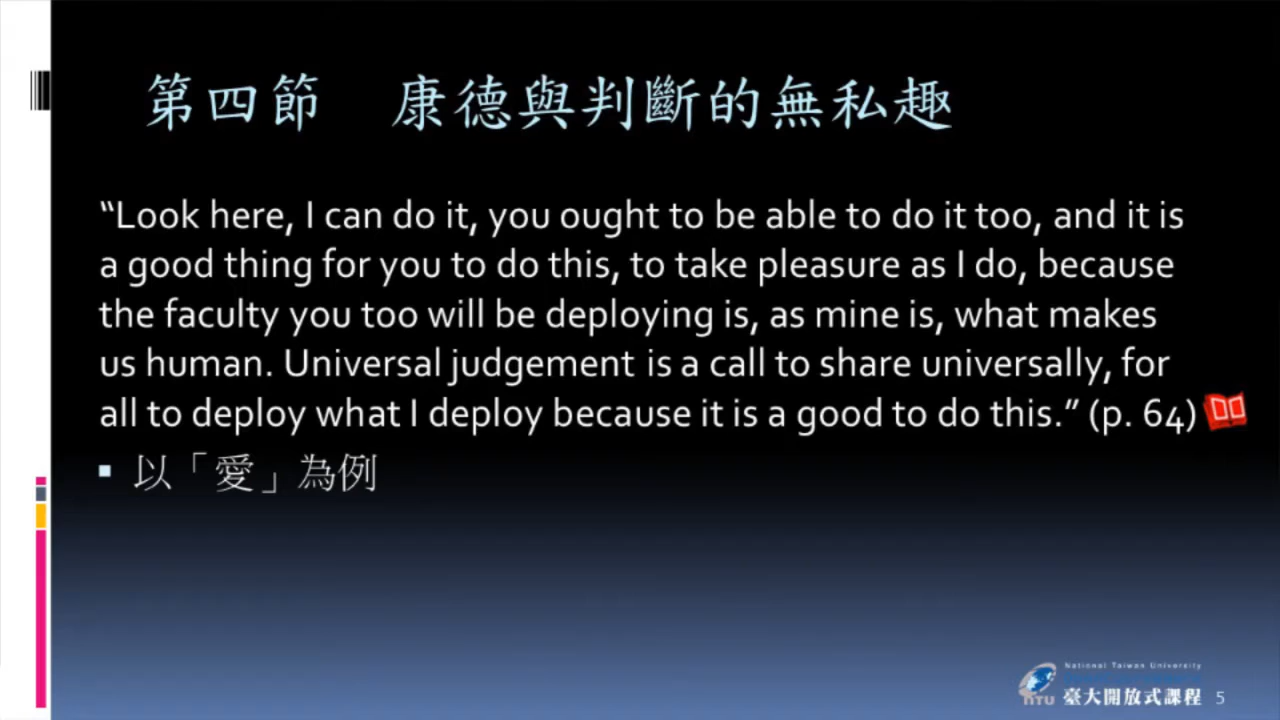 第四節　康德與判斷的無私趣
“Look here, I can do it, you ought to be able to do it too, and it is
a good thing for you to do this, to take pleasure as I do, because
the faculty you too will be deploying is, as mine is, what makes
us human. Universal judgement is a call to share universally, for
all to deploy what I deploy because it is a good to do this.” (p. 64)
▪ 以「愛」為例
National Taiwan University
NTU 臺大開放式課程 5